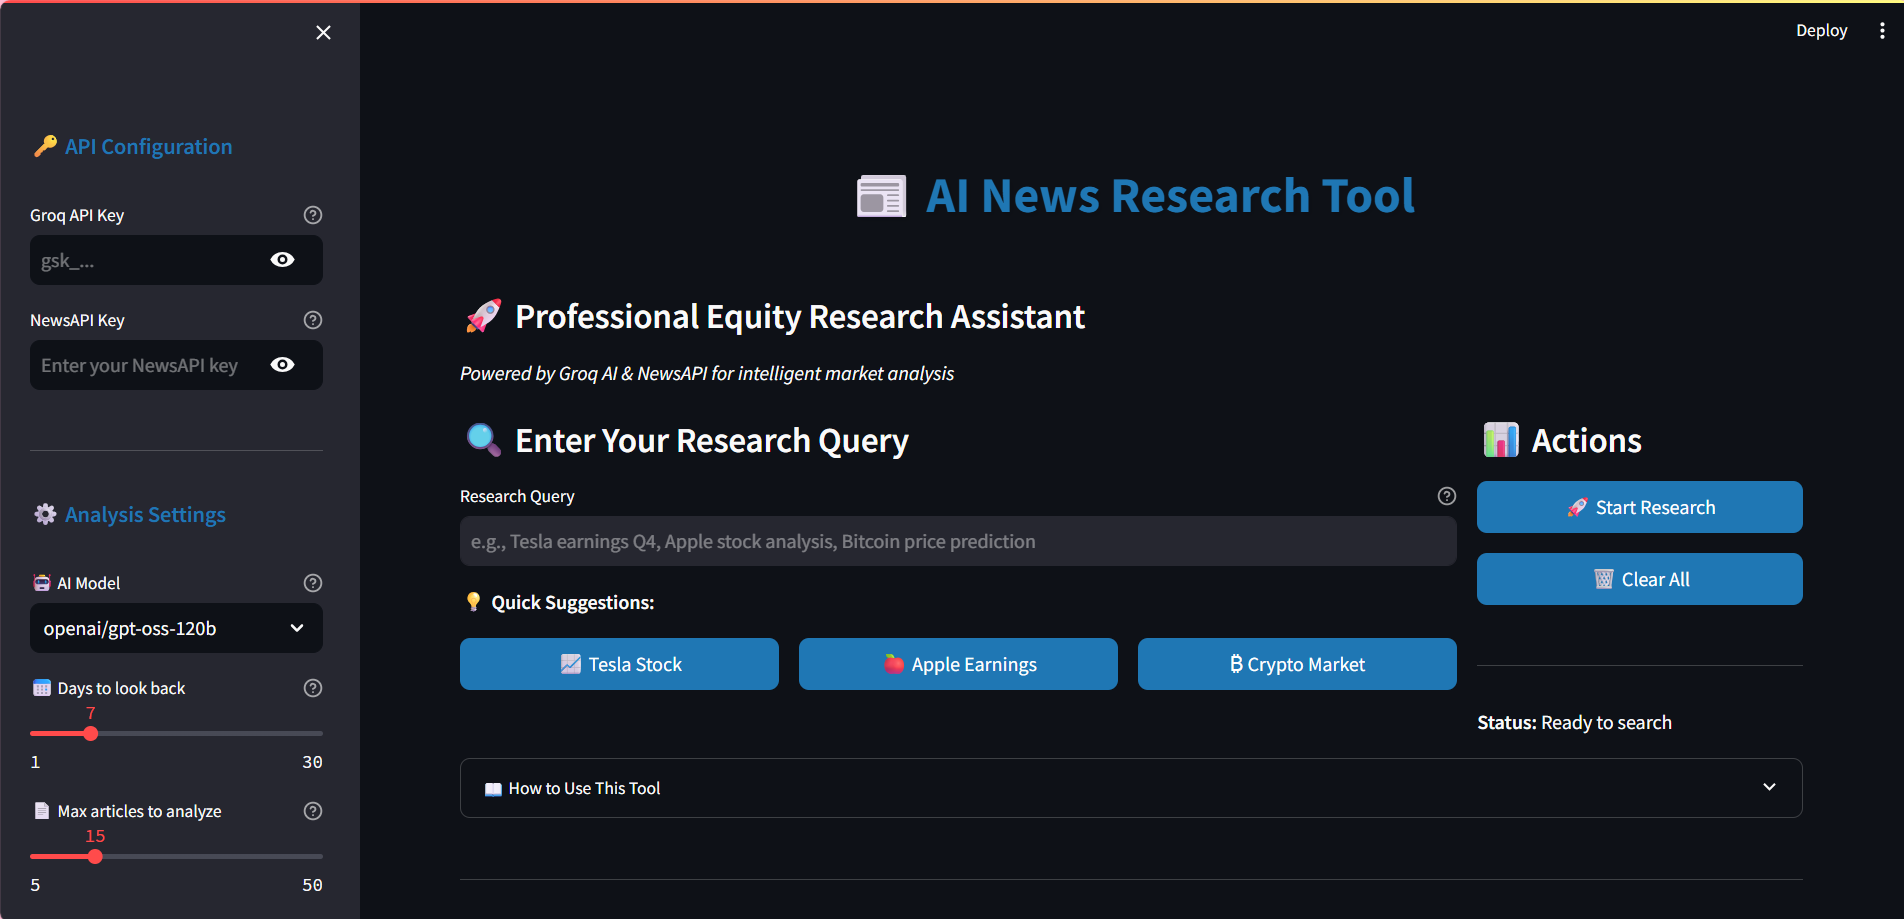 Deploy
API Configuration
Groq API Key
gsk_...
NewsAPI Key
Enter your NewsAPI key
Analysis Settings
AI Model
openai/gpt-oss-120b
Days to look back
7
1 30
Max articles to analyze
15
5 50
AI News Research Tool
Professional Equity Research Assistant
Powered by Groq AI & NewsAPI for intelligent market analysis
Enter Your Research Query
Research Query
e.g., Tesla earnings Q4, Apple stock analysis, Bitcoin price prediction
Quick Suggestions:
Tesla Stock
Apple Earnings
₿ Crypto Market
Actions
Start Research
Clear All
Status: Ready to search
How to Use This Tool